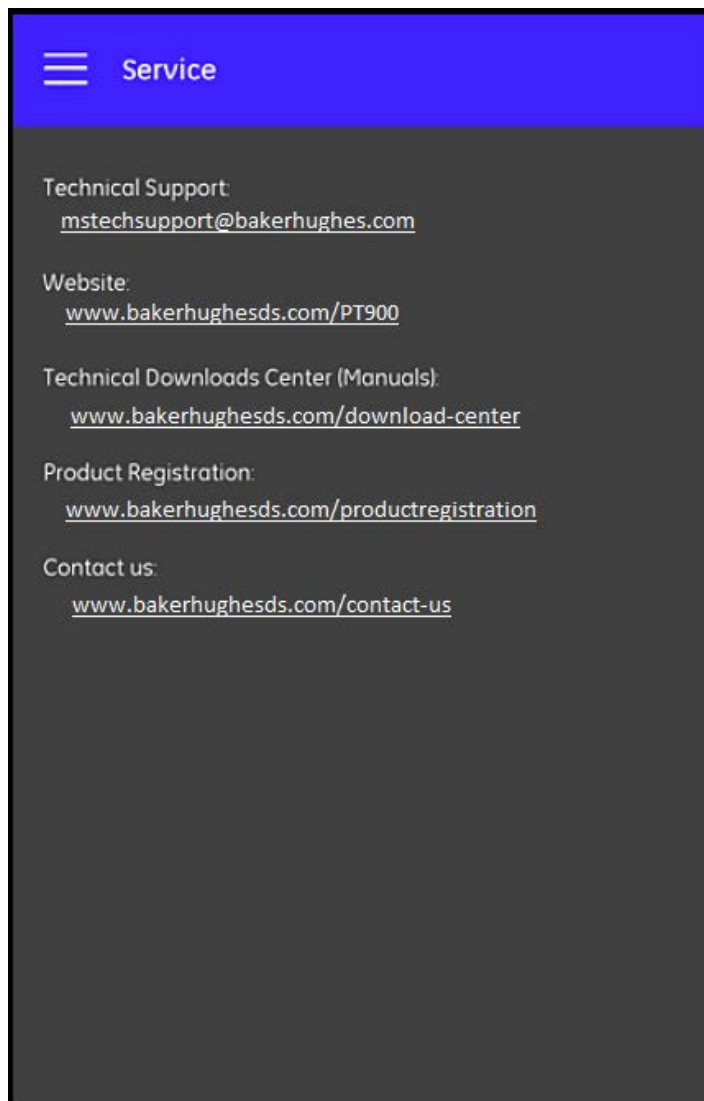 Service
Technical Support:
mstechsupport@bakerhughes.com
Website:
www.bakerhughesds.com/PT900
Technical Downloads Center (Manuals):
www.bakerhughesds.com/download-center
Product Registration:
www.bakerhughesds.com/productregistration
Contact us:
www.bakerhughesds.com/contact-us